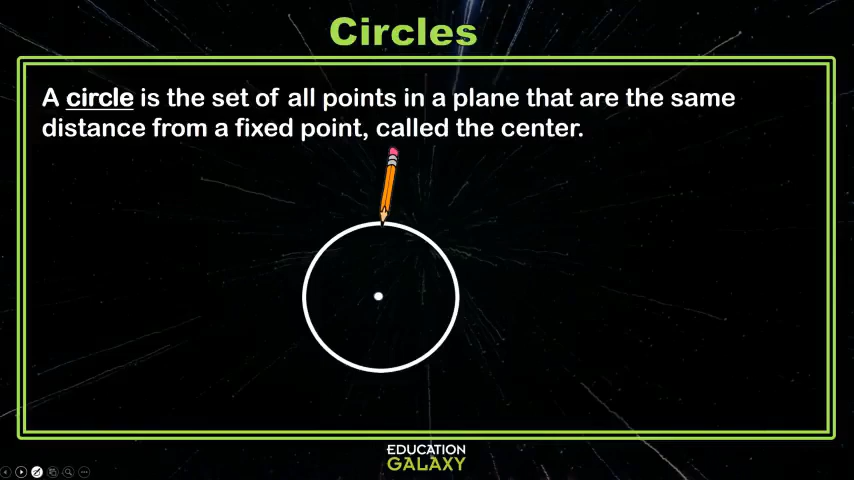 Circles
A circle is the set of all points in a plane that are the same
distance from a fixed point, called the center.
EDUCATION
GALAXY